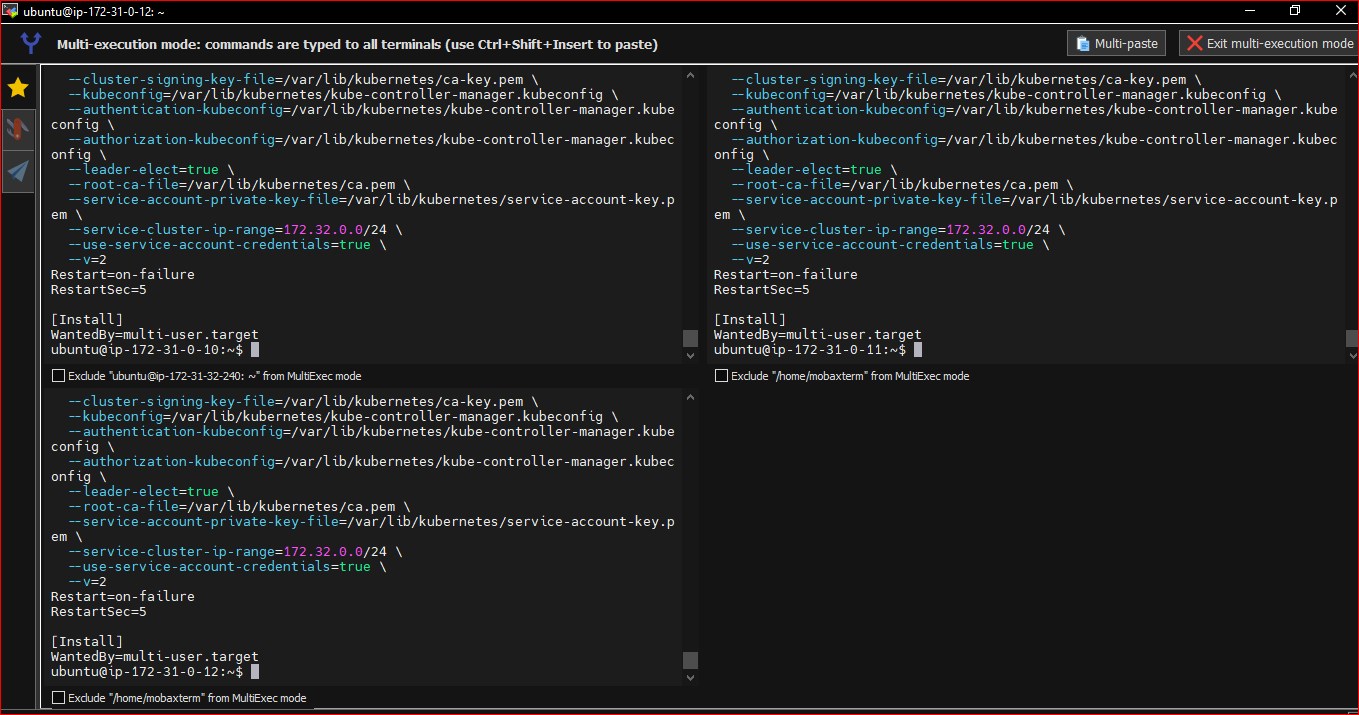 ubuntu@ip-172-31-0-12: ~
Multi-execution mode: commands are typed to all terminals (use Ctrl+Shift+Insert to paste)
Multi-paste
Exit multi-execution mode
--cluster-signing-key-file=/var/lib/kubernetes/ca-key.pem \
--kubeconfig=/var/lib/kubernetes/kube-controller-manager.kubeconfig \
--authentication-kubeconfig=/var/lib/kubernetes/kube-controller-manager.kube
config \
--authorization-kubeconfig=/var/lib/kubernetes/kube-controller-manager.kubec
onfig \
--leader-elect=true \
--root-ca-file=/var/lib/kubernetes/ca.pem \
--service-account-private-key-file=/var/lib/kubernetes/service-account-key.p
em \
--service-cluster-ip-range=172.32.0.0/24 \
--use-service-account-credentials=true \
--v=2
Restart=on-failure
RestartSec=5
[Install]
WantedBy=multi-user.target
ubuntu@ip-172-31-0-10:~$
Exclude "ubuntu@ip-172-31-32-240: ~" from MultiExec mode
--cluster-signing-key-file=/var/lib/kubernetes/ca-key.pem \
--kubeconfig=/var/lib/kubernetes/kube-controller-manager.kubeconfig \
--authentication-kubeconfig=/var/lib/kubernetes/kube-controller-manager.kube
config \
--authorization-kubeconfig=/var/lib/kubernetes/kube-controller-manager.kubec
onfig \
--leader-elect=true \
--root-ca-file=/var/lib/kubernetes/ca.pem \
--service-account-private-key-file=/var/lib/kubernetes/service-account-key.p
em \
--service-cluster-ip-range=172.32.0.0/24 \
--use-service-account-credentials=true \
--v=2
Restart=on-failure
RestartSec=5
[Install]
WantedBy=multi-user.target
ubuntu@ip-172-31-0-11:~$
Exclude "/home/mobaxterm" from MultiExec mode
--cluster-signing-key-file=/var/lib/kubernetes/ca-key.pem \
--kubeconfig=/var/lib/kubernetes/kube-controller-manager.kubeconfig \
--authentication-kubeconfig=/var/lib/kubernetes/kube-controller-manager.kube
config \
--authorization-kubeconfig=/var/lib/kubernetes/kube-controller-manager.kubec
onfig \
--leader-elect=true \
--root-ca-file=/var/lib/kubernetes/ca.pem \
--service-account-private-key-file=/var/lib/kubernetes/service-account-key.p
em \
--service-cluster-ip-range=172.32.0.0/24 \
--use-service-account-credentials=true \
--v=2
Restart=on-failure
RestartSec=5
[Install]
WantedBy=multi-user.target
ubuntu@ip-172-31-0-12:~$
Exclude "/home/mobaxterm" from MultiExec mode